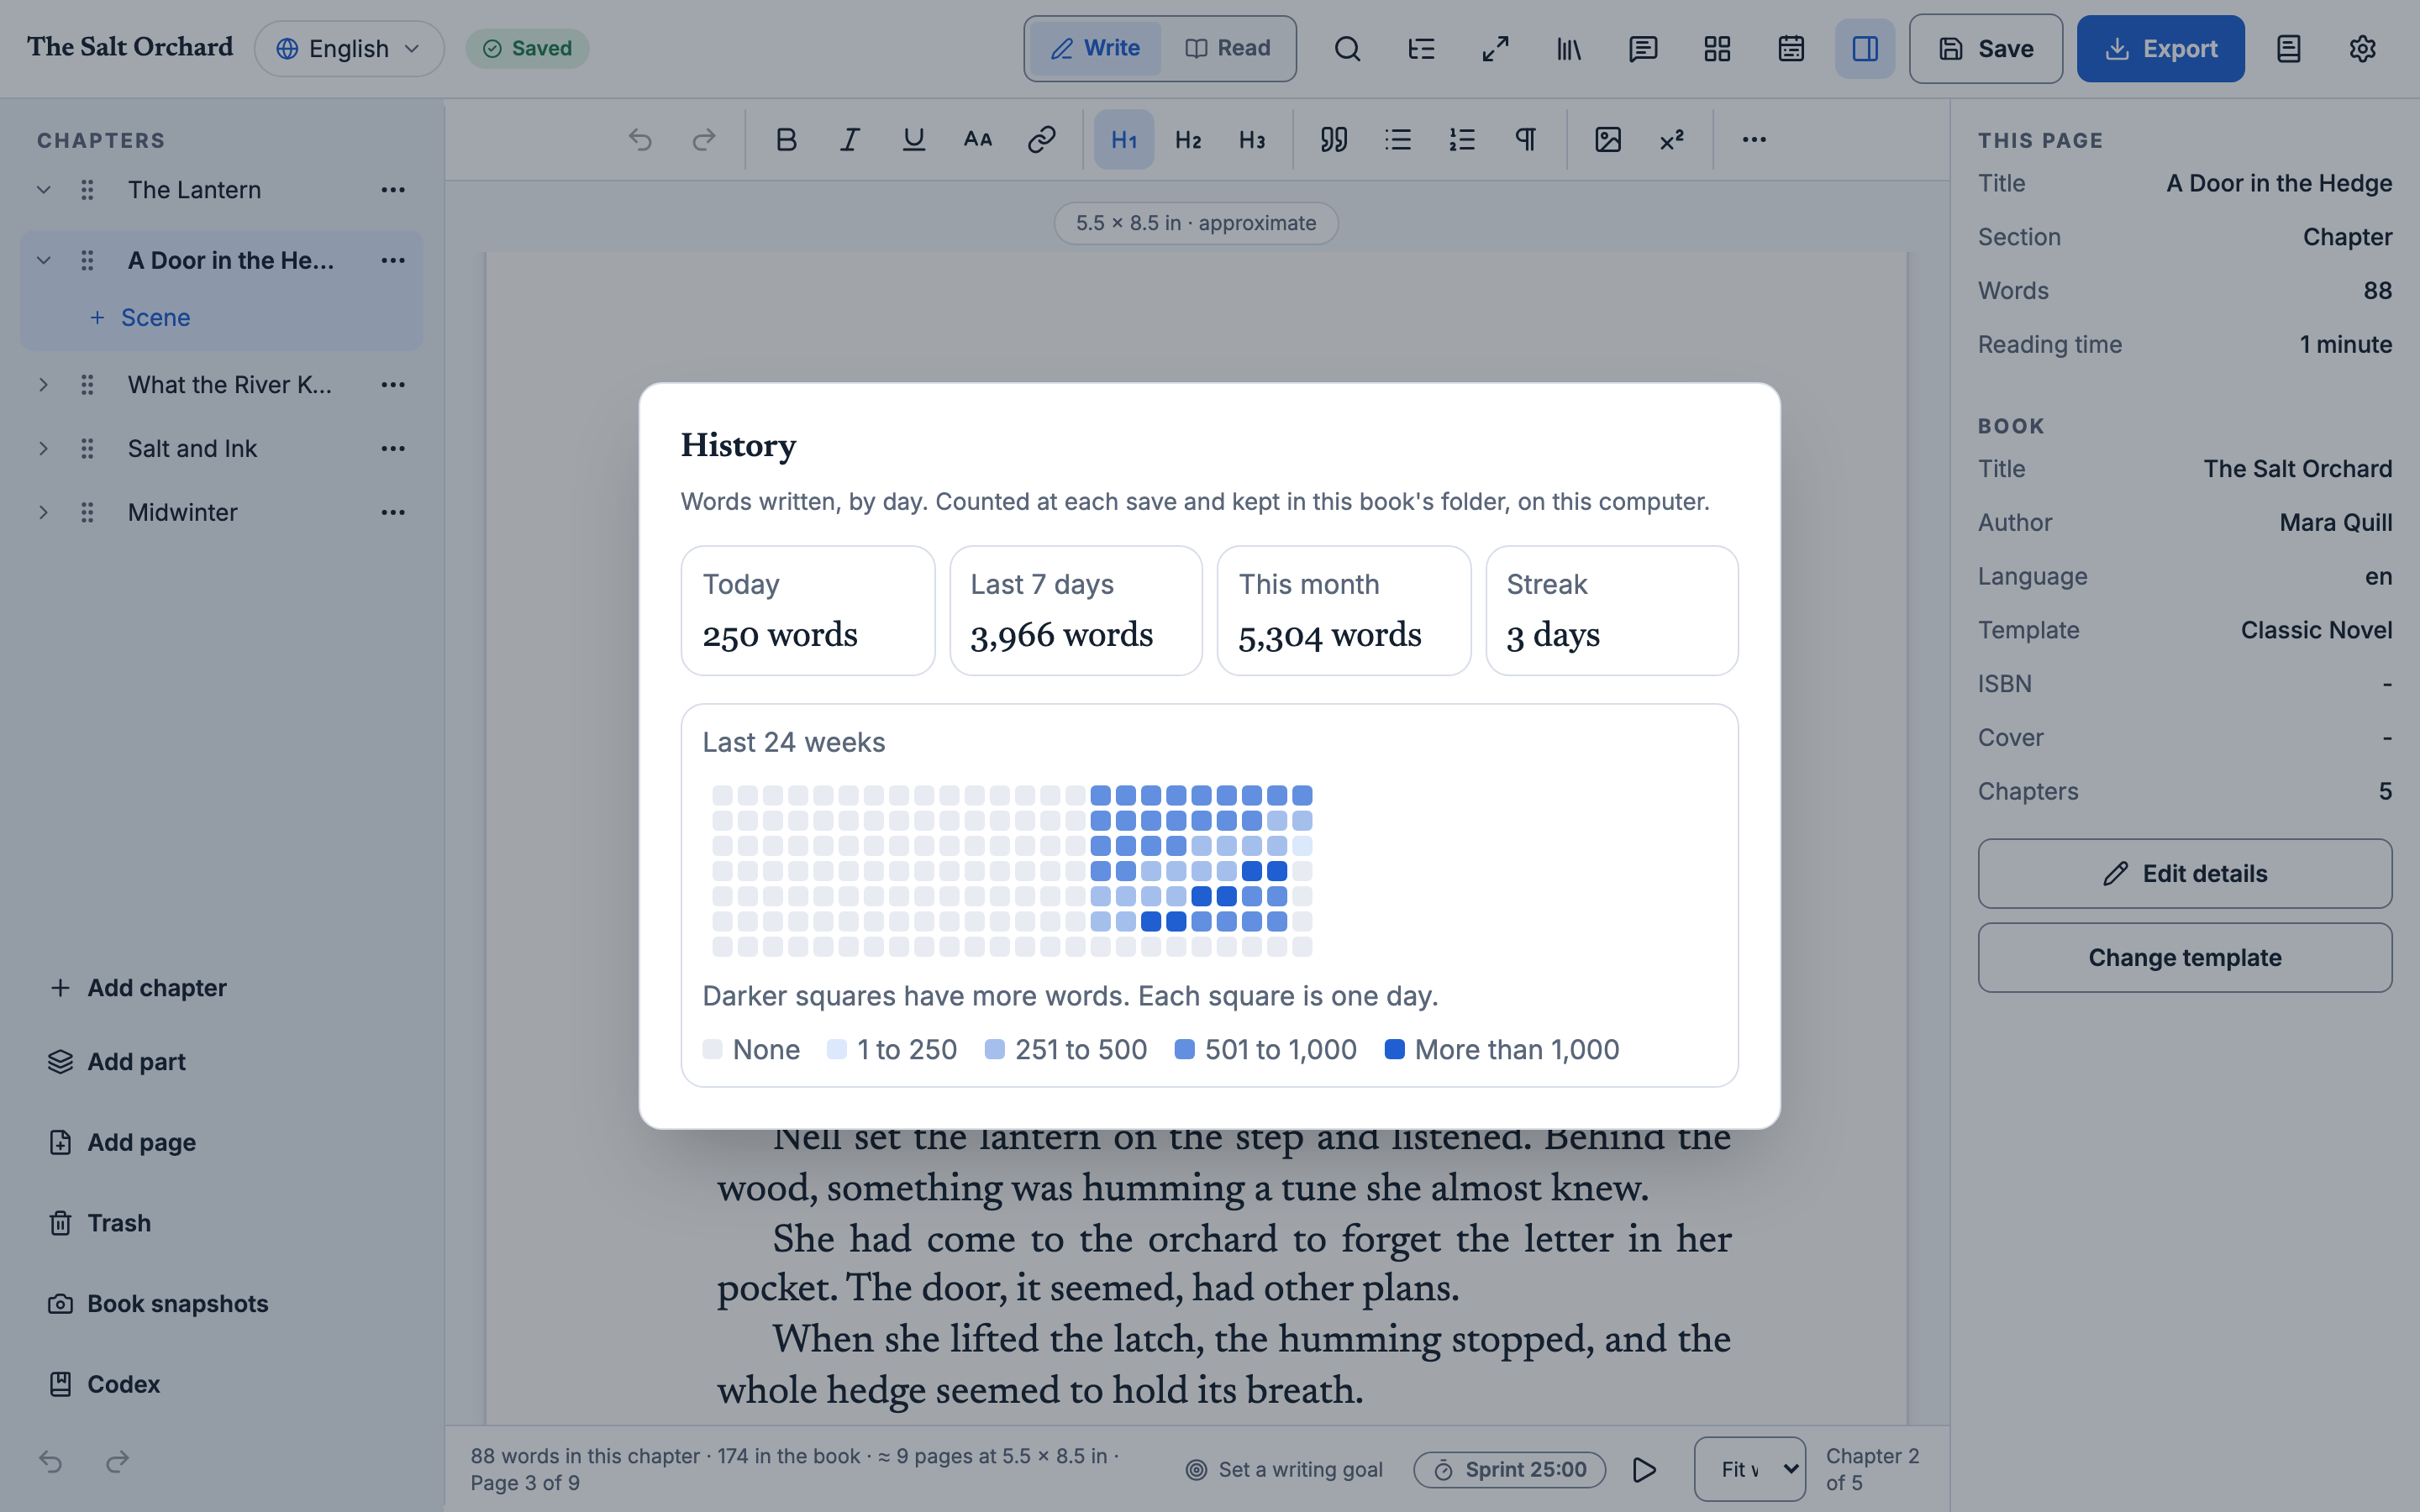 The Salt Orchard
English
Saved
Write
Read
Save
Export
CHAPTERS
The Lantern
A Door in the He...
+ Scene
What the River K...
Salt and Ink
Midwinter
Add chapter
Add part
Add page
Trash
Book snapshots
Codex
H1 H2 H3
5.5 × 8.5 in · approximate
History
Words written, by day. Counted at each save and kept in this book's folder, on this computer.
Today
250 words
Last 7 days
3,966 words
This month
5,304 words
Streak
3 days
Last 24 weeks
Darker squares have more words. Each square is one day.
None 1 to 250 251 to 500 501 to 1,000 More than 1,000
Nell set the lantern on the step and listened. Behind the
wood, something was humming a tune she almost knew.
She had come to the orchard to forget the letter in her
pocket. The door, it seemed, had other plans.
When she lifted the latch, the humming stopped, and the
whole hedge seemed to hold its breath.
88 words in this chapter · 174 in the book · ≈ 9 pages at 5.5 × 8.5 in ·
Page 3 of 9
Set a writing goal
Sprint 25:00
Fit
Chapter 2
of 5
THIS PAGE
Title A Door in the Hedge
Section Chapter
Words 88
Reading time 1 minute
BOOK
Title The Salt Orchard
Author Mara Quill
Language en
Template Classic Novel
ISBN -
Cover -
Chapters 5
Edit details
Change template